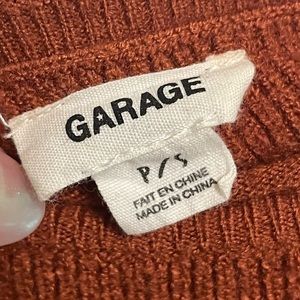 GARAGE
P/S
FAIT EN CHINE
MADE IN CHINA